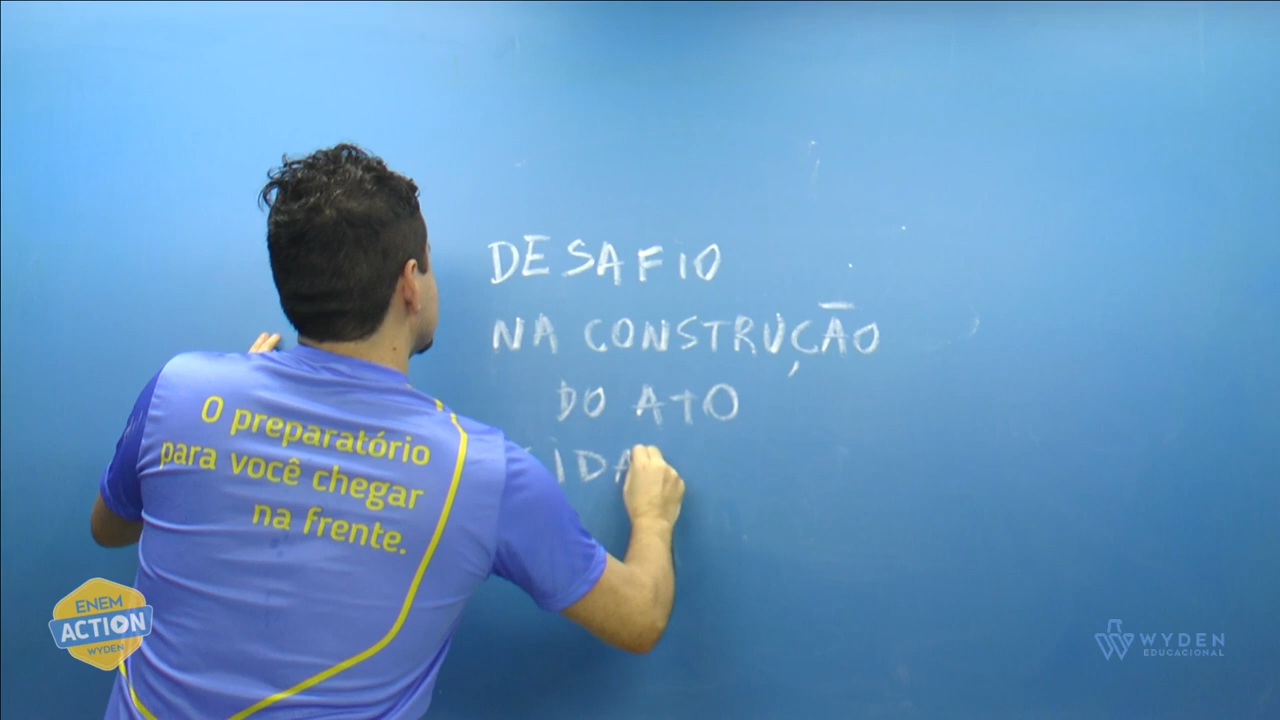 DESAFIO
NA CONSTRUÇÃO
DO ATO
O preparatório
para você chegar
na frente.
ENEM
ACTION
WYDEN
WYDEN
EDUCACIONAL